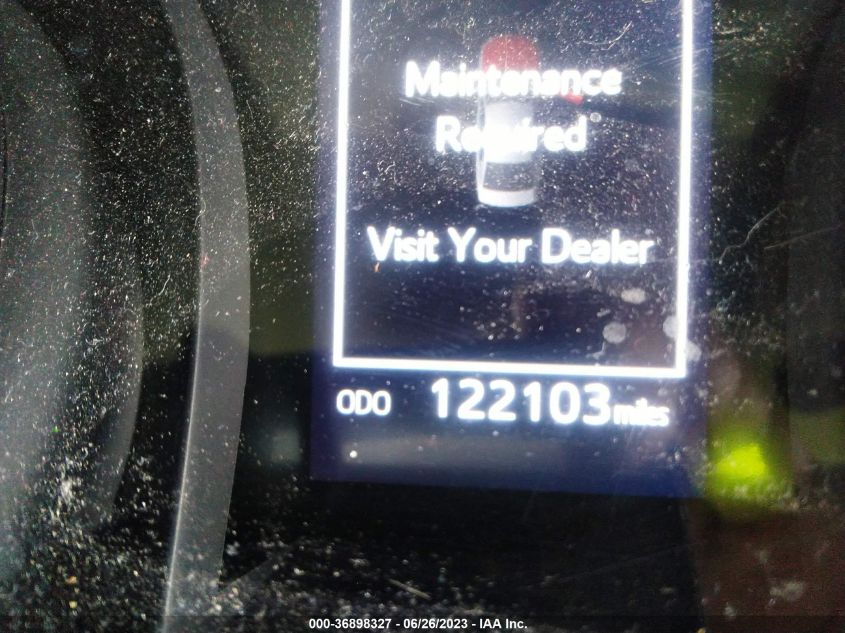 Maintenance
Required
Visit Your Dealer
ODO 122103 miles
000-36898327 - 06/26/2023 - IAA Inc.